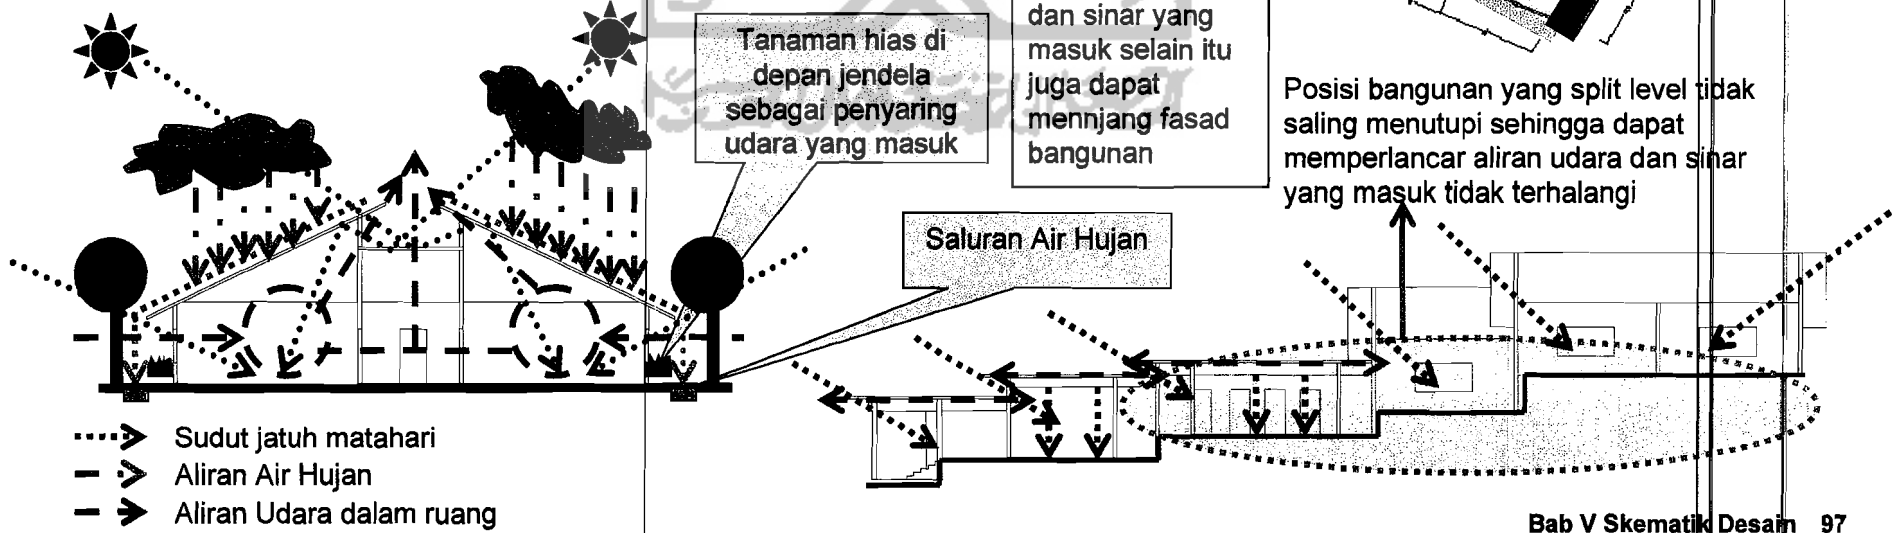 Tanaman hias di
depan jendela
sebagai penyaring
udara yang masuk
dan sinar yang
masuk selain itu
juga dapat
mennjang fasad
bangunan
Posisi bangunan yang split level tidak
saling menutupi sehingga dapat
memperlancar aliran udara dan sinar
yang masuk tidak terhalangi
Saluran Air Hujan
Sudut jatuh matahari
Aliran Air Hujan
Aliran Udara dalam ruang
Bab V Skematik Desain 97